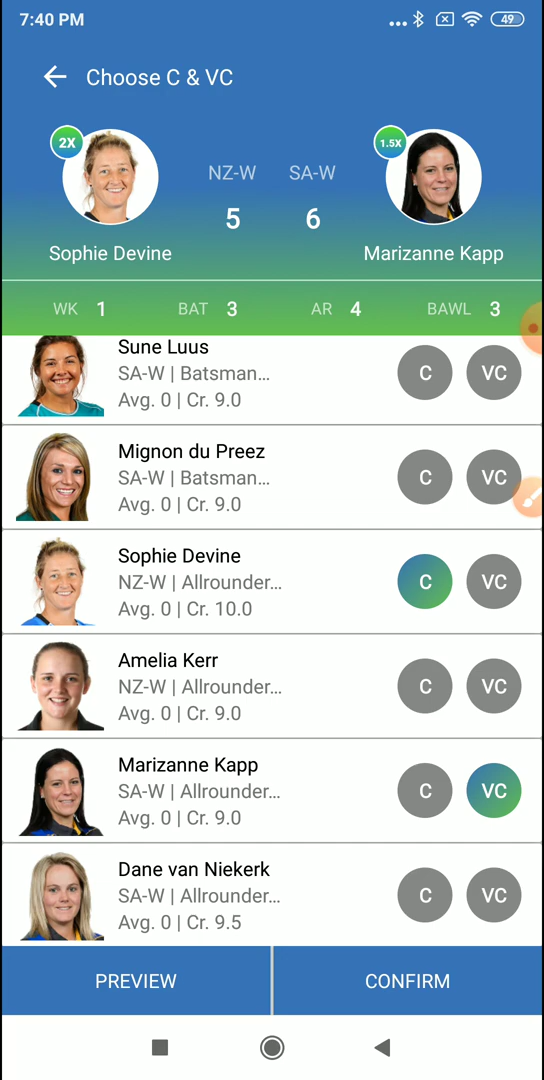 7:40 PM
49
Choose C & VC
2X
1.5X
NZ-W SA-W
5 6
Sophie Devine Marizanne Kapp
WK 1 BAT 3 AR 4 BAWL 3
Sune Luus
SA-W | Batsman...
Avg. 0 | Cr. 9.0
C VC
Mignon du Preez
SA-W | Batsman...
Avg. 0 | Cr. 9.0
C VC
Sophie Devine
NZ-W | Allrounder...
Avg. 0 | Cr. 10.0
C VC
Amelia Kerr
NZ-W | Allrounder...
Avg. 0 | Cr. 9.0
C VC
Marizanne Kapp
SA-W | Allrounder...
Avg. 0 | Cr. 9.0
C VC
Dane van Niekerk
SA-W | Allrounder...
Avg. 0 | Cr. 9.5
C VC
PREVIEW CONFIRM